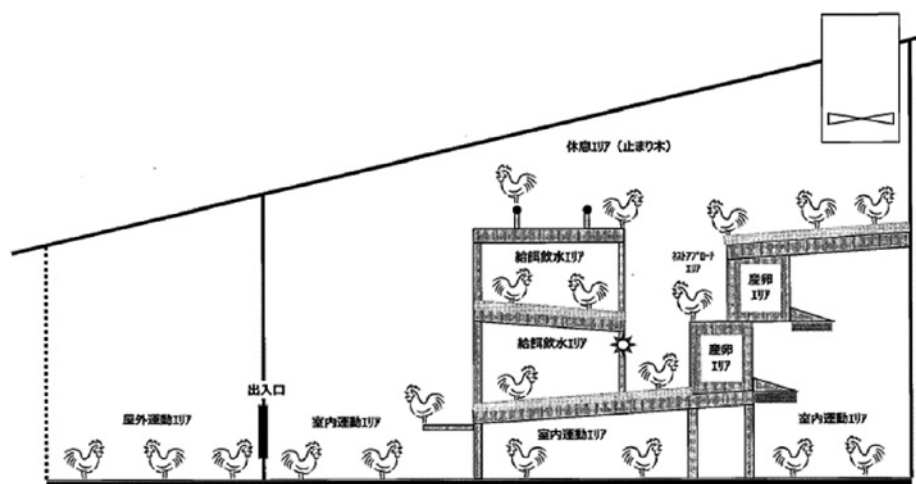 休息エリア（止まり木）
給餌飲水エリア
ネストアプローチ
エリア
産卵
エリア
給餌飲水エリア
産卵
エリア
出入口
屋外運動エリア
室内運動エリア
室内運動エリア
室内運動エリア